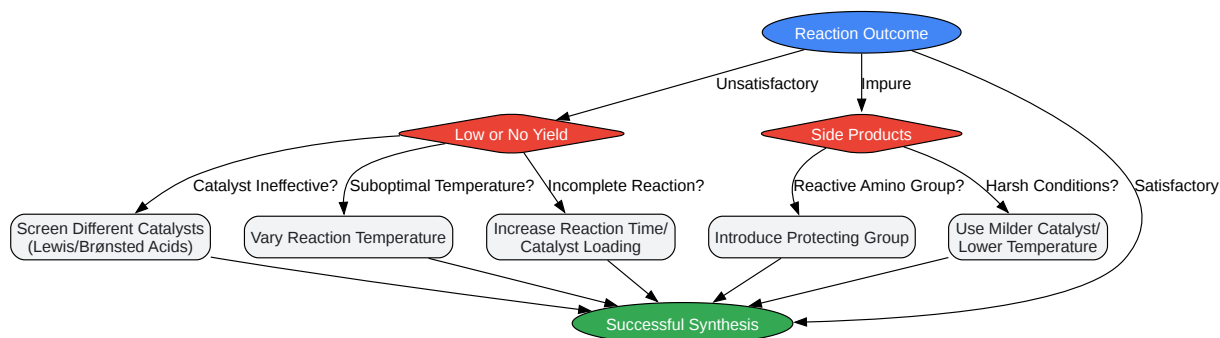 Reaction Outcome
Unsatisfactory
Impure
Low or No Yield
Side Products
Catalyst Ineffective?
Suboptimal Temperature?
Incomplete Reaction?
Reactive Amino Group?
Harsh Conditions?
Satisfactory
Screen Different Catalysts
(Lewis/Brønsted Acids)
Vary Reaction Temperature
Increase Reaction Time/
Catalyst Loading
Introduce Protecting Group
Use Milder Catalyst/
Lower Temperature
Successful Synthesis